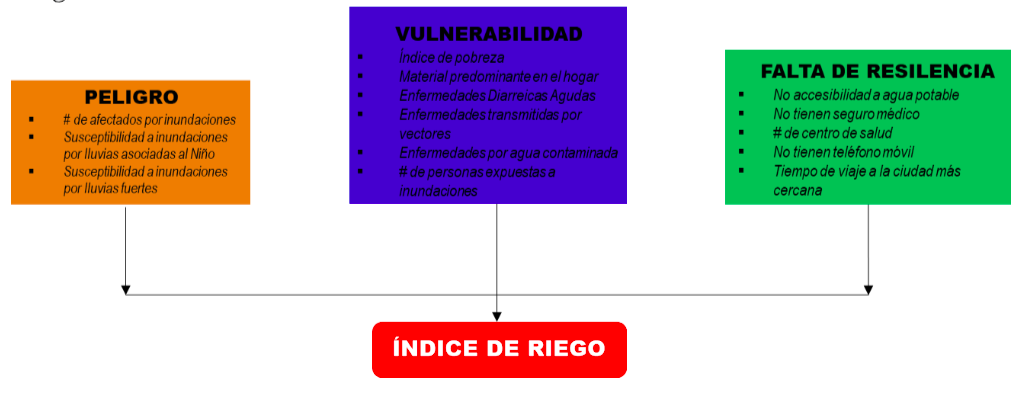 PELIGRO
▪ # de afectados por inundaciones
▪ Susceptibilidad a inundaciones
por lluvias asociadas al Niño
▪ Susceptibilidad a inundaciones
por lluvias fuertes
VULNERABILIDAD
▪ Índice de pobreza
▪ Material predominante en el hogar
▪ Enfermedades Diarreicas Agudas
▪ Enfermedades transmitidas por
vectores
▪ Enfermedades por agua contaminada
▪ # de personas expuestas a
inundaciones
FALTA DE RESILENCIA
▪ No accesibilidad a agua potable
▪ No tienen seguro médico
▪ # de centro de salud
▪ No tienen teléfono móvil
▪ Tiempo de viaje a la ciudad más
cercana
ÍNDICE DE RIEGO